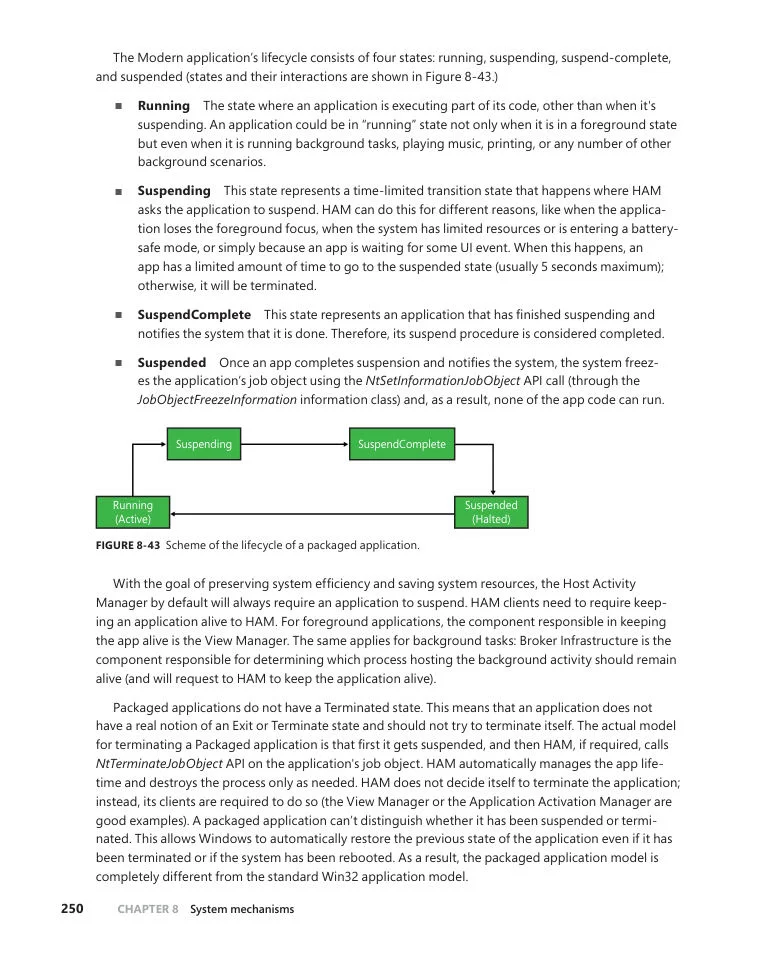 The Modern application's lifecycle consists of four states: running, suspending, suspend-complete,
and suspended (states and their interactions are shown in Figure 8-43.)
■ Running The state where an application is executing part of its code, other than when it's
suspending. An application could be in "running" state not only when it is in a foreground state
but even when it is running background tasks, playing music, printing, or any number of other
background scenarios.
■ Suspending This state represents a time-limited transition state that happens where HAM
asks the application to suspend. HAM can do this for different reasons, like when the applica-
tion loses the foreground focus, when the system has limited resources or is entering a battery-
safe mode, or simply because an app is waiting for some UI event. When this happens, an
app has a limited amount of time to go to the suspended state (usually 5 seconds maximum);
otherwise, it will be terminated.
■ SuspendComplete This state represents an application that has finished suspending and
notifies the system that it is done. Therefore, its suspend procedure is considered completed.
■ Suspended Once an app completes suspension and notifies the system, the system freez-
es the application's job object using the NtSetInformationJobObject API call (through the
JobObjectFreezeInformation information class) and, as a result, none of the app code can run.
Suspending
SuspendComplete
Running
(Active)
Suspended
(Halted)
FIGURE 8-43 Scheme of the lifecycle of a packaged application.
With the goal of preserving system efficiency and saving system resources, the Host Activity
Manager by default will always require an application to suspend. HAM clients need to require keep-
ing an application alive to HAM. For foreground applications, the component responsible in keeping
the app alive is the View Manager. The same applies for background tasks: Broker Infrastructure is the
component responsible for determining which process hosting the background activity should remain
alive (and will request to HAM to keep the application alive).
Packaged applications do not have a Terminated state. This means that an application does not
have a real notion of an Exit or Terminate state and should not try to terminate itself. The actual model
for terminating a Packaged application is that first it gets suspended, and then HAM, if required, calls
NtTerminateJobObject API on the application's job object. HAM automatically manages the app life-
time and destroys the process only as needed. HAM does not decide itself to terminate the application;
instead, its clients are required to do so (the View Manager or the Application Activation Manager are
good examples). A packaged application can't distinguish whether it has been suspended or termi-
nated. This allows Windows to automatically restore the previous state of the application even if it has
been terminated or if the system has been rebooted. As a result, the packaged application model is
completely different from the standard Win32 application model.
250 CHAPTER 8 System mechanisms